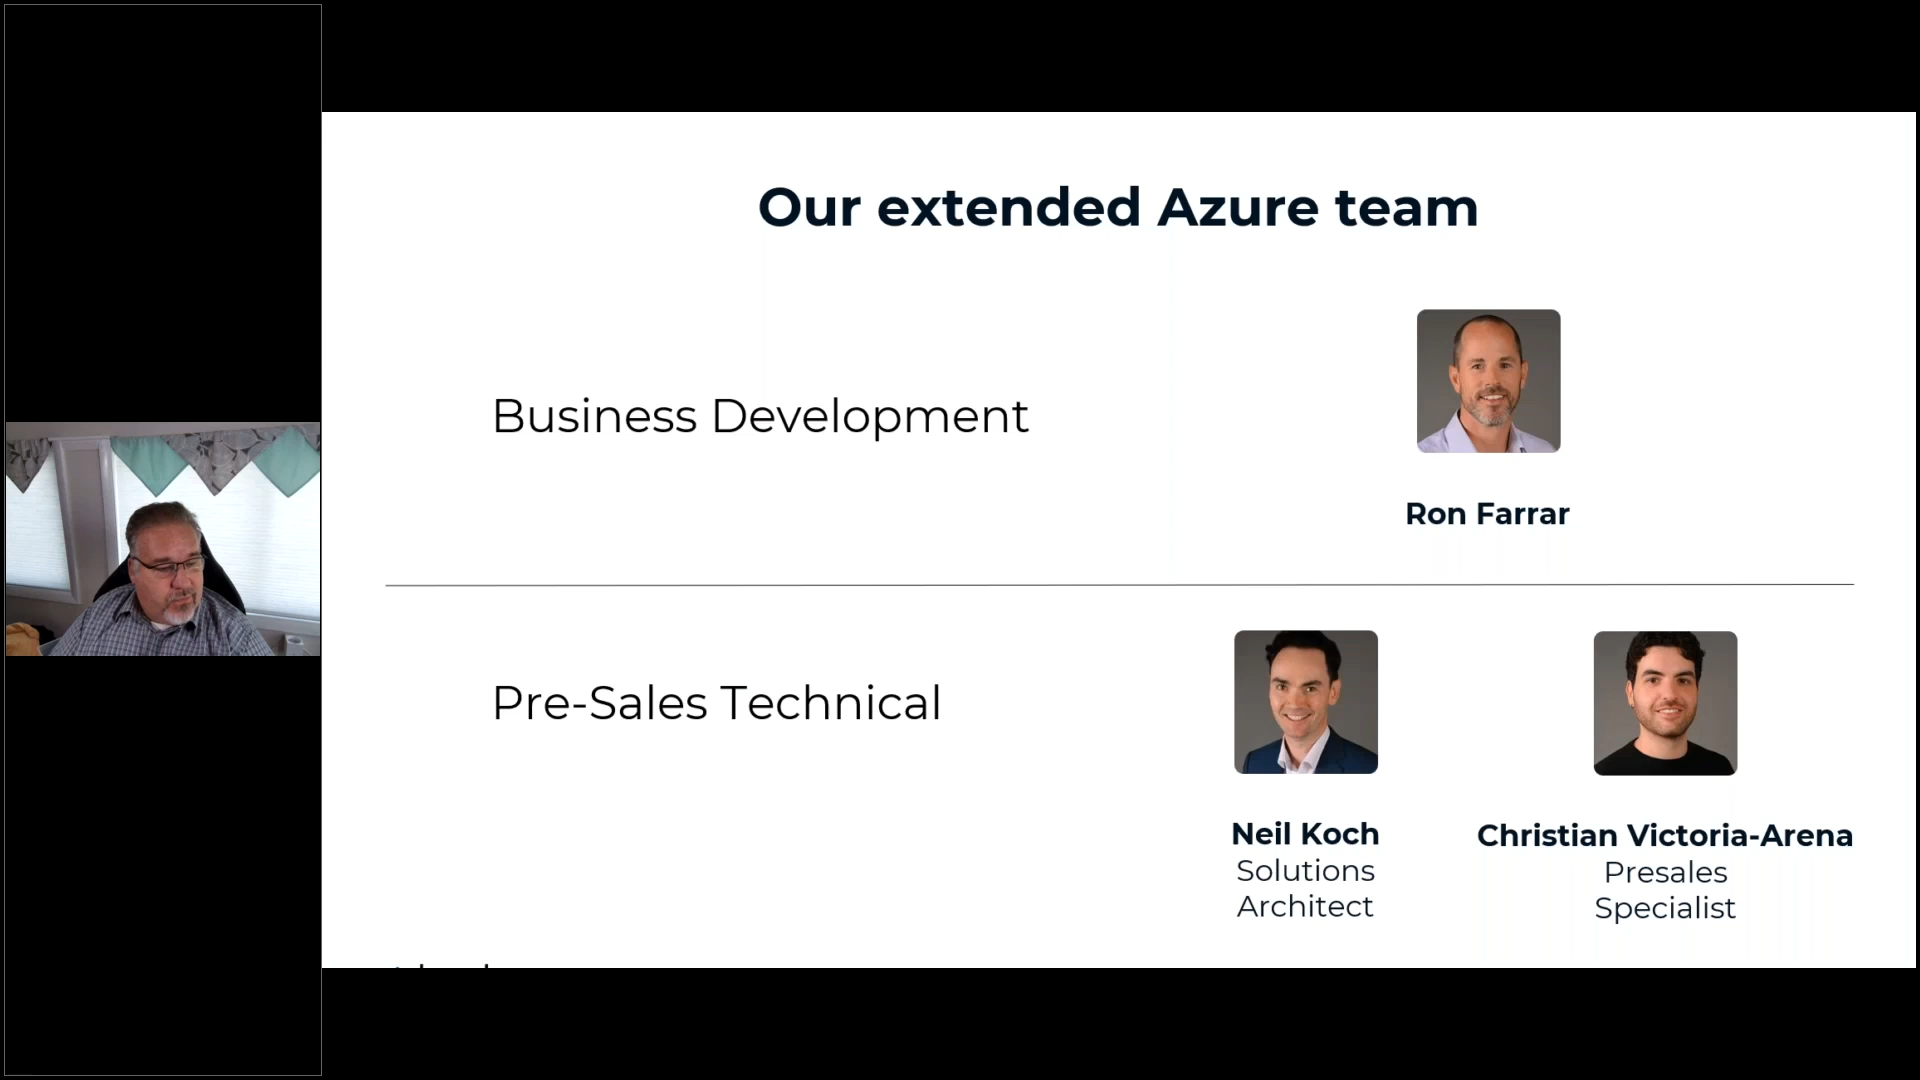 Our extended Azure team
Business Development
Ron Farrar
Pre-Sales Technical
Neil Koch
Solutions
Architect
Christian Victoria-Arena
Presales
Specialist